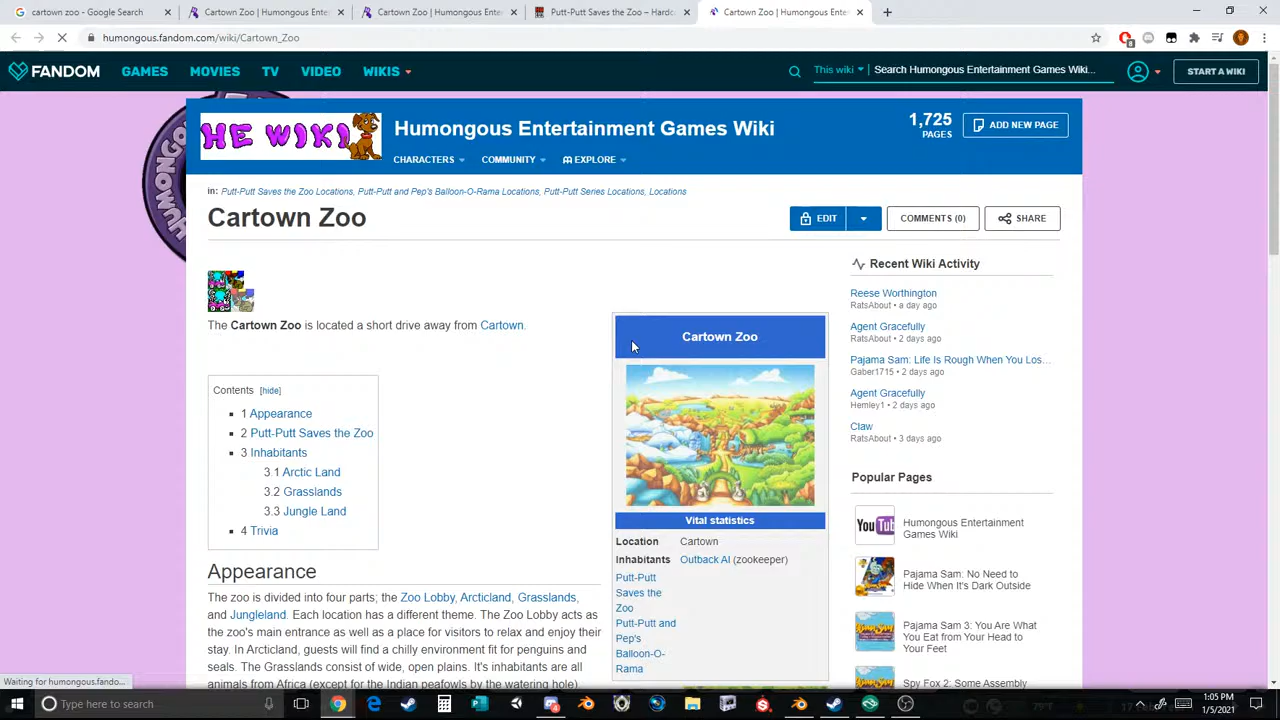 cartown zoo - Google Search
Cartown Zoo | Humongous Ente
Cartown Zoo | Humongous Ente
Putt-Putt Saves the Zoo – Hardc
Cartown Zoo | Humongous Ente
humongous.fandom.com/wiki/Cartown_Zoo
FANDOM
GAMES
MOVIES
TV
VIDEO
WIKIS
This wiki
Search Humongous Entertainment Games Wiki...
START A WIKI
HE WIKI
Humongous Entertainment Games Wiki
1,725
PAGES
ADD NEW PAGE
CHARACTERS
COMMUNITY
EXPLORE
in: Putt-Putt Saves the Zoo Locations, Putt-Putt and Pep's Balloon-O-Rama Locations, Putt-Putt Series Locations, Locations
Cartown Zoo
EDIT
COMMENTS (0)
SHARE
The Cartown Zoo is located a short drive away from Cartown.
Contents [hide]
1 Appearance
2 Putt-Putt Saves the Zoo
3 Inhabitants
3.1 Arctic Land
3.2 Grasslands
3.3 Jungle Land
4 Trivia
Appearance
The zoo is divided into four parts; the Zoo Lobby, Arcticland, Grasslands,
and Jungleland. Each location has a different theme. The Zoo Lobby acts as
the zoo's main entrance as well as a place for visitors to relax and enjoy their
stay. In Arcticland, guests will find a chilly environment fit for penguins and
seals. The Grasslands consist of wide, open plains. It's inhabitants are all
animals from Africa (except for the Indian peafowls by the watering hole)
Cartown Zoo
Vital statistics
Location Cartown
Inhabitants Outback Al (zookeeper)
Putt-Putt
Saves the
Zoo
Putt-Putt and
Pep's
Balloon-O-
Rama
Recent Wiki Activity
Reese Worthington
RatsAbout • a day ago
Agent Gracefully
RatsAbout • 2 days ago
Pajama Sam: Life Is Rough When You Los...
Gaber1715 • 2 days ago
Agent Gracefully
Hemley1 • 2 days ago
Claw
RatsAbout • 3 days ago
Popular Pages
Humongous Entertainment
Games Wiki
Pajama Sam: No Need to
Hide When It's Dark Outside
Pajama Sam 3: You Are What
You Eat from Your Head to
Your Feet
Spy Fox 2: Some Assembly
Waiting for humongous.fando...
Type here to search
1:05 PM
1/5/2021